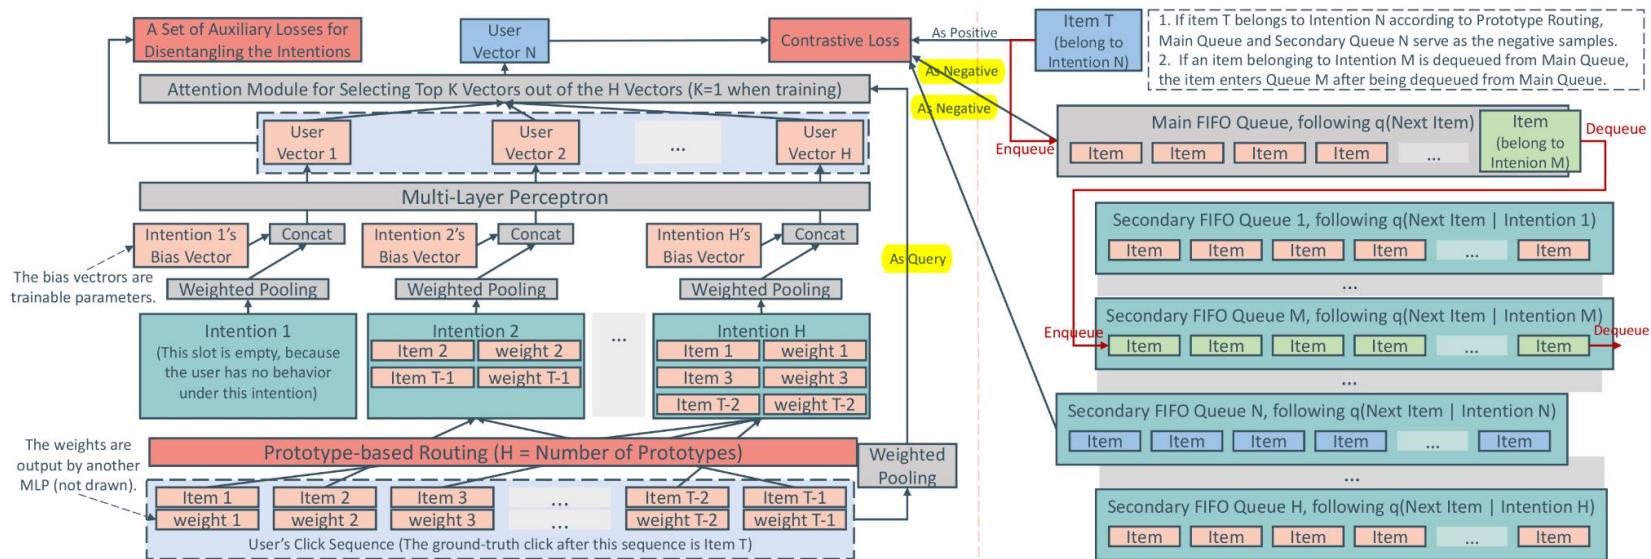 A Set of Auxiliary Losses for
Disentangling the Intentions
User
Vector N
Contrastive Loss
As Positive
Item T
(belong to
Intention N)
1. If item T belongs to Intention N according to Prototype Routing,
Main Queue and Secondary Queue N serve as the negative samples.
2. If an item belonging to Intention M is dequeued from Main Queue,
the item enters Queue M after being dequeued from Main Queue.
As Negative
As Negative
Attention Module for Selecting Top K Vectors out of the H Vectors (K=1 when training)
User
Vector 1
User
Vector 2
...
User
Vector H
Multi-Layer Perceptron
Intention 1's
Bias Vector
Concat
Intention 2's
Bias Vector
Concat
Intention H's
Bias Vector
Concat
The bias vectrors are
trainable parameters.
Weighted Pooling
Weighted Pooling
Weighted Pooling
As Query
Intention 1
(This slot is empty, because
the user has no behavior
under this intention)
Intention 2
Item 2 weight 2
Item T-1 weight T-1
...
Intention H
Item 1 weight 1
Item 3 weight 3
Item T-2 weight T-2
The weights are
output by another
MLP (not drawn).
Prototype-based Routing (H = Number of Prototypes)
Weighted
Pooling
Item 1 Item 2 Item 3 ... Item T-2 Item T-1
weight 1 weight 2 weight 3 ... weight T-2 weight T-1
User's Click Sequence (The ground-truth click after this sequence is Item T)
Main FIFO Queue, following q(Next Item)
Enqueue
Item Item Item Item ...
Item
(belong to
Intenion M)
Dequeue
Secondary FIFO Queue 1, following q(Next Item | Intention 1)
Item Item Item Item ... Item
...
Secondary FIFO Queue M, following q(Next Item | Intention M)
Enqueue
Dequeue
Item Item Item Item ... Item
...
Secondary FIFO Queue N, following q(Next Item | Intention N)
Item Item Item Item ... Item
...
Secondary FIFO Queue H, following q(Next Item | Intention H)
Item Item Item Item ... Item